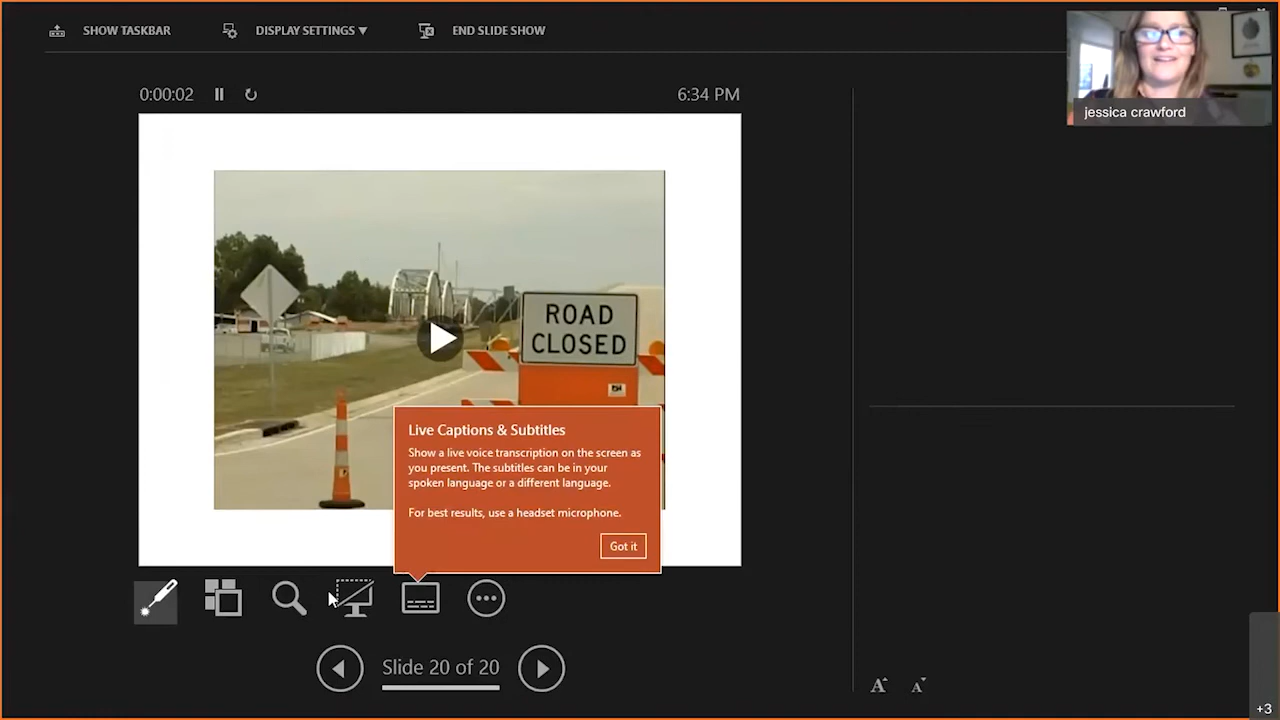 SHOW TASKBAR
DISPLAY SETTINGS
END SLIDE SHOW
jessica crawford
0:00:02
6:34 PM
ROAD
CLOSED
Live Captions & Subtitles
Show a live voice transcription on the screen as
you present. The subtitles can be in your
spoken language or a different language.
For best results, use a headset microphone.
Got it
Slide 20 of 20
A A
+3